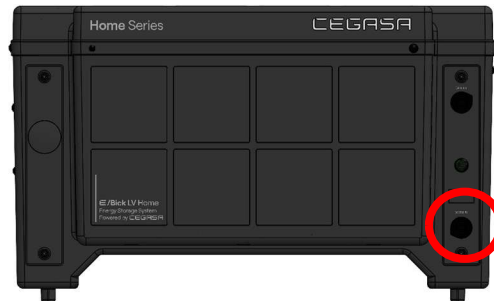 Home Series
CEGASA
E/Bick LV Home
Energy Storage System
Powered by CEGASA